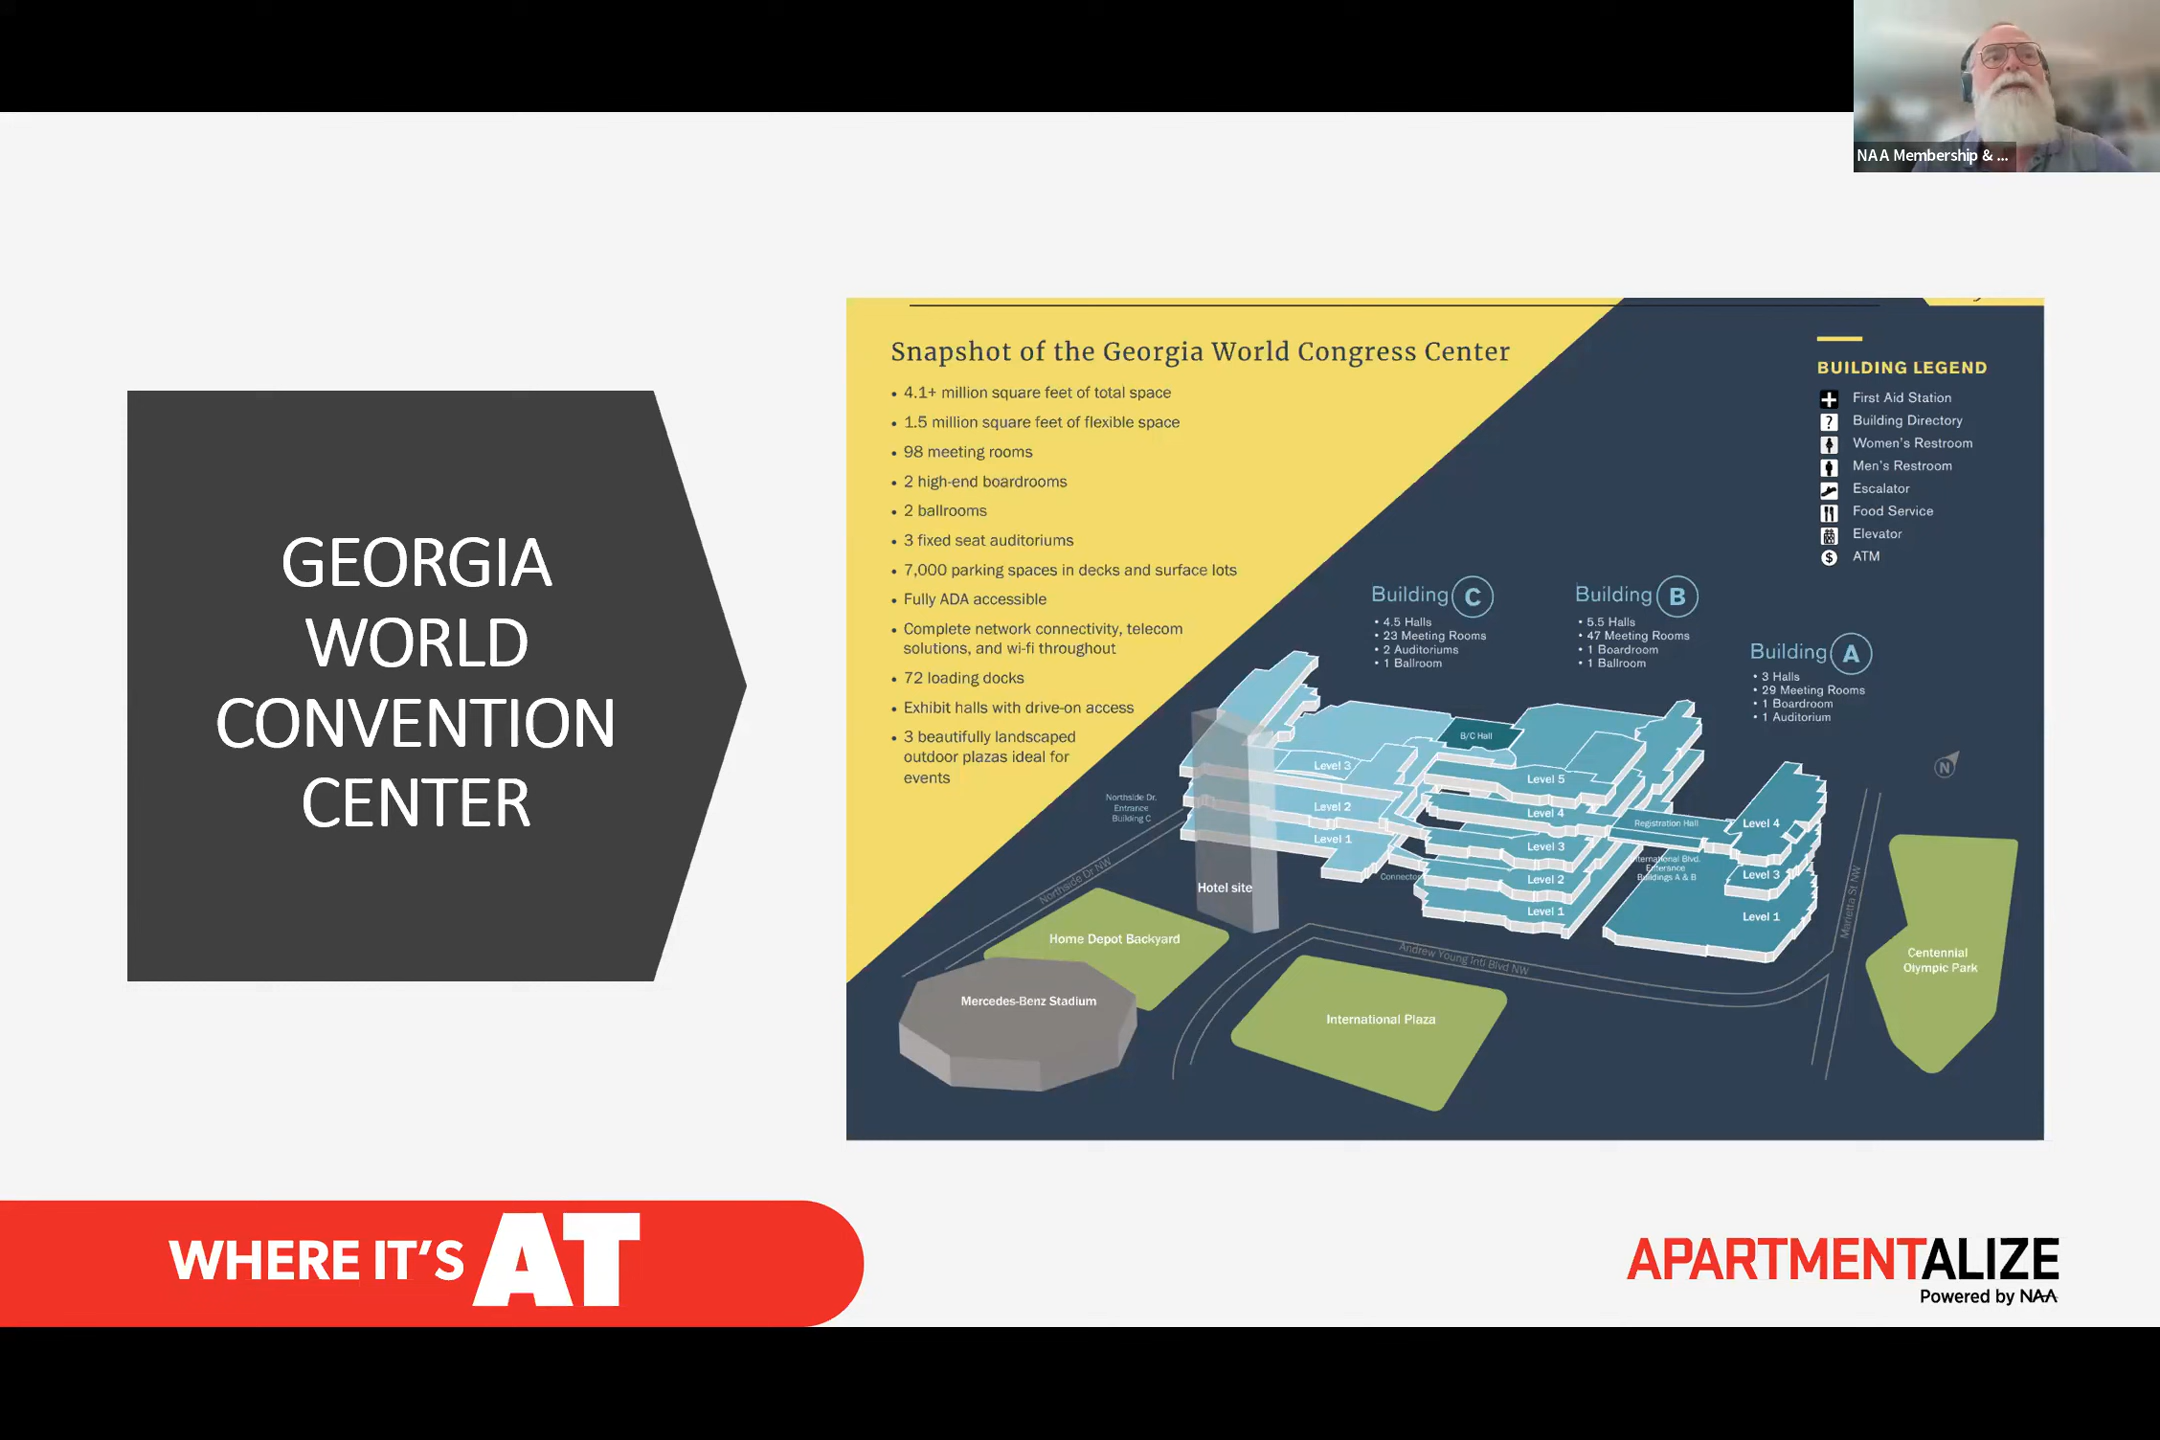 NAA Membership & ...
GEORGIA
WORLD
CONVENTION
CENTER
Snapshot of the Georgia World Congress Center
• 4.1+ million square feet of total space
• 1.5 million square feet of flexible space
• 98 meeting rooms
• 2 high-end boardrooms
• 2 ballrooms
• 3 fixed seat auditoriums
• 7,000 parking spaces in decks and surface lots
• Fully ADA accessible
• Complete network connectivity, telecom
solutions, and wi-fi throughout
• 72 loading docks
• Exhibit halls with drive-on access
• 3 beautifully landscaped
outdoor plazas ideal for
events
BUILDING LEGEND
First Aid Station
? Building Directory
Women's Restroom
Men's Restroom
Escalator
Food Service
Elevator
$ ATM
Building C
• 4.5 Halls
• 23 Meeting Rooms
• 2 Auditoriums
• 1 Ballroom
Building B
• 5.5 Halls
• 47 Meeting Rooms
• 1 Boardroom
• 1 Ballroom
Building A
• 3 Halls
• 29 Meeting Rooms
• 1 Boardroom
• 1 Auditorium
N
B/C Hall
Level 3
Level 2
Level 1
Level 5
Level 4
Level 3
Level 2
Level 1
Registration Hall
Level 4
Level 3
Level 1
Northside Dr.
Entrance
Building C
International Blvd.
Entrance
Buildings A & B
Connector
Hotel site
Northside Dr NW
Home Depot Backyard
Mercedes-Benz Stadium
Andrew Young Intl Blvd NW
International Plaza
Marietta St NW
Centennial
Olympic Park
WHERE IT'S AT
APARTMENTALIZE
Powered by NAA